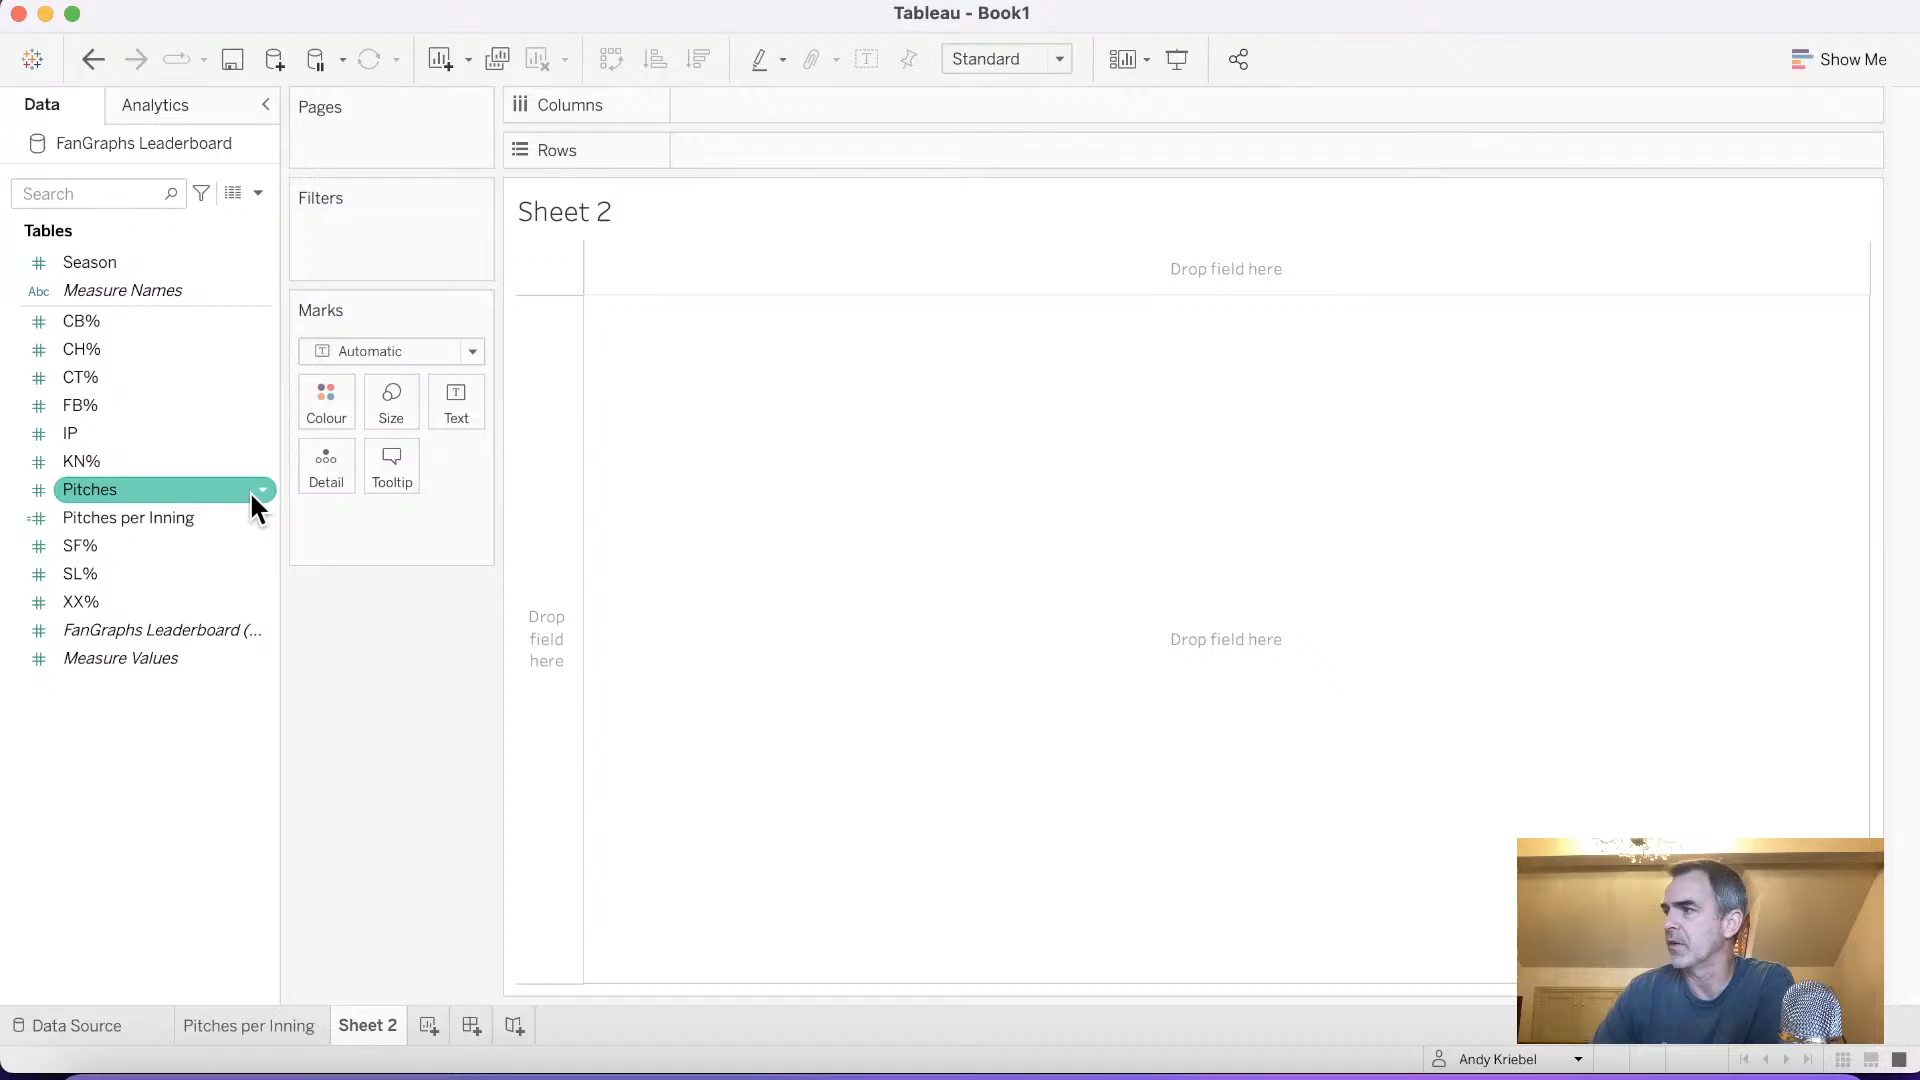 Tableau - Book1
Standard
Show Me
Data
Analytics
FanGraphs Leaderboard
Search
Tables
Season
Abc Measure Names
CB%
CH%
CT%
FB%
IP
KN%
Pitches
Pitches per Inning
SF%
SL%
XX%
FanGraphs Leaderboard (...
Measure Values
Pages
Filters
Marks
T Automatic
Colour
Size
T Text
Detail
Tooltip
Columns
Rows
Sheet 2
Drop field here
Drop
field
here
Drop field here
Data Source
Pitches per Inning
Sheet 2
Andy Kriebel